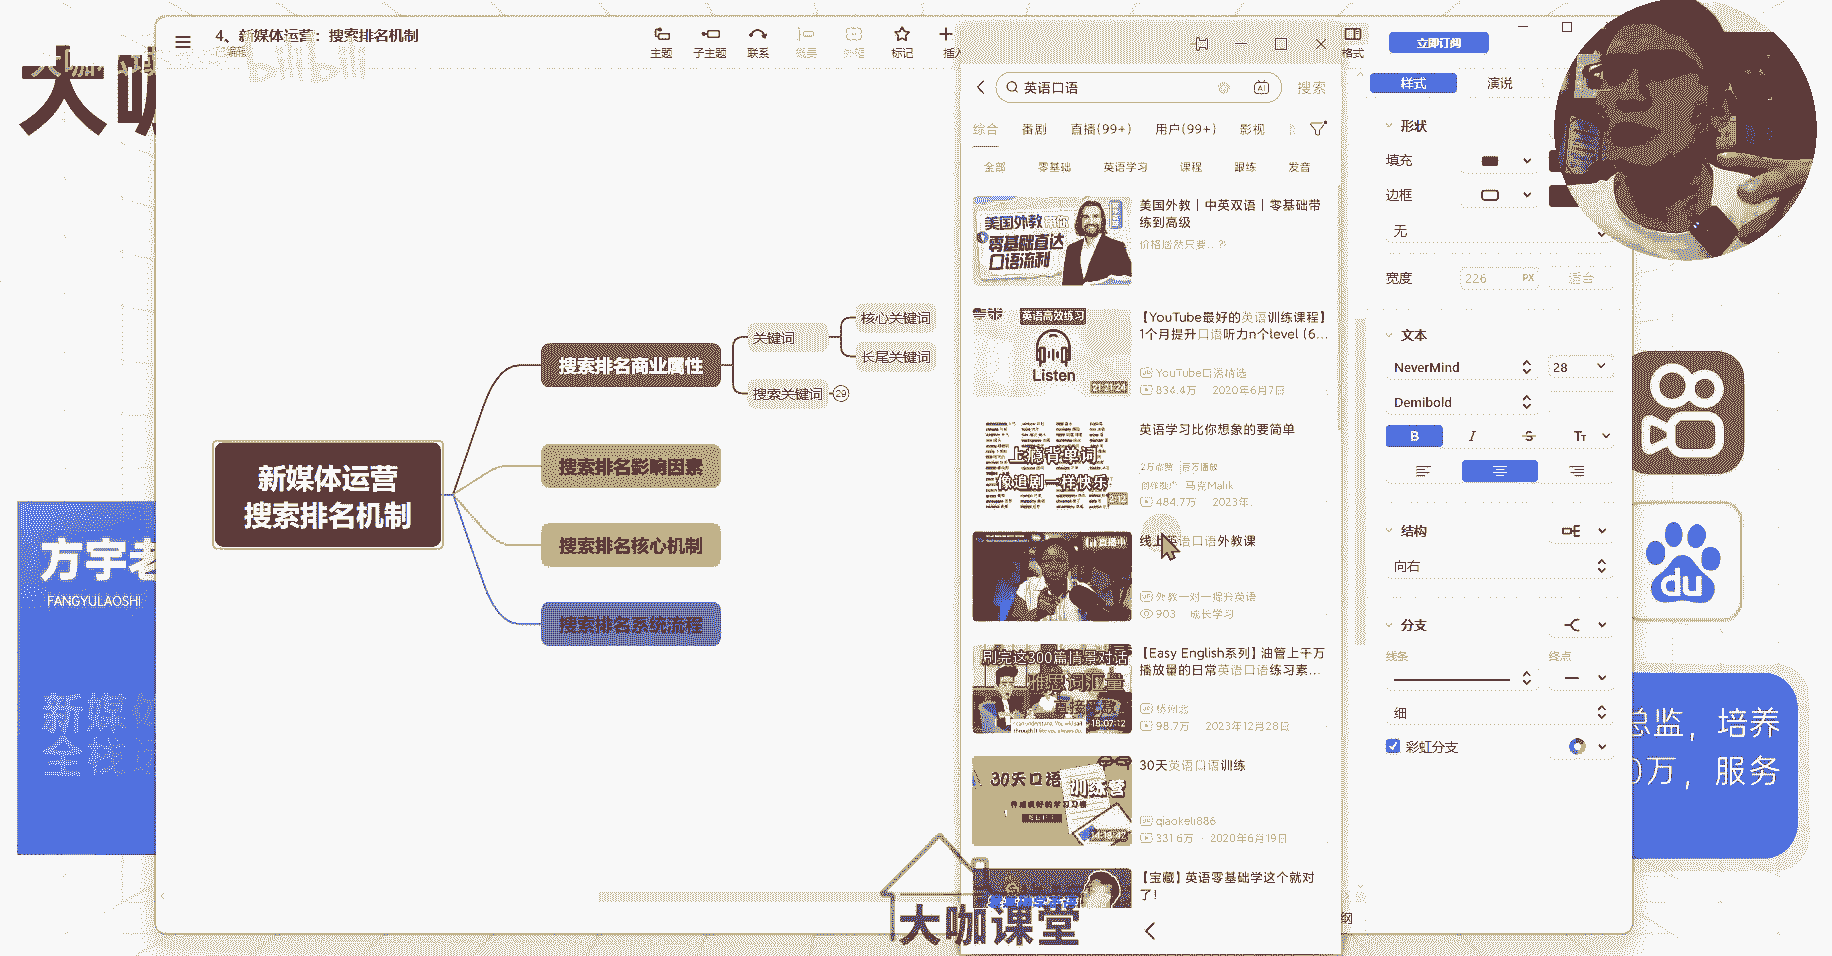 4、新媒体运营：搜索排名机制
已编辑
bilibili
主题
子主题
联系
概要
外框
标记
插入
格式
立即订阅
大咖
方宇老
FANGYULAOSHI
新媒体
全栈
新媒体运营
搜索排名机制
搜索排名商业属性
搜索排名影响因素
搜索排名核心机制
搜索排名系统流程
关键词
核心关键词
长尾关键词
搜索关键词
29
英语口语
搜索
综合
番剧
直播(99+)
用户(99+)
影视
全部
零基础
英语学习
课程
跟练
发音
美国外教
零基础直达
口语流利
美国外教｜中英双语｜零基础带
练到高级
价格居然只要...?!
英语高效练习
Listen
21:21:24
【YouTube最好的英语训练课程】
1个月提升口语听力n个level (6...
YouTube口语精选
834.4万 2020年6月7日
上瘾背单词
像追剧一样快乐
英语学习比你想象的要简单
2万点赞 百万播放
创作推广 马克Malik
484.7万 2023年.
线上英语口语外教课
外教一对一提升英语
903 成长学习
刷完这300篇情景对话
雅思词汇量
直接死数
18:07:12
【Easy English系列】油管上千万
播放量的日常英语口语练习素...
98.7万 2023年12月28日
30天口语
训练营
30天英语口语训练
qiaokeli886
331.6万 · 2020年6月19日
【宝藏】英语零基础学这个就对
了！
大咖课堂
样式
演说
形状
填充
边框
无
宽度
226
PX
适合
文本
NeverMind
28
Demibold
B
I
S
Tт
结构
向右
分支
线条
终点
细
彩虹分支
纲
du
总监，培养
0万，服务